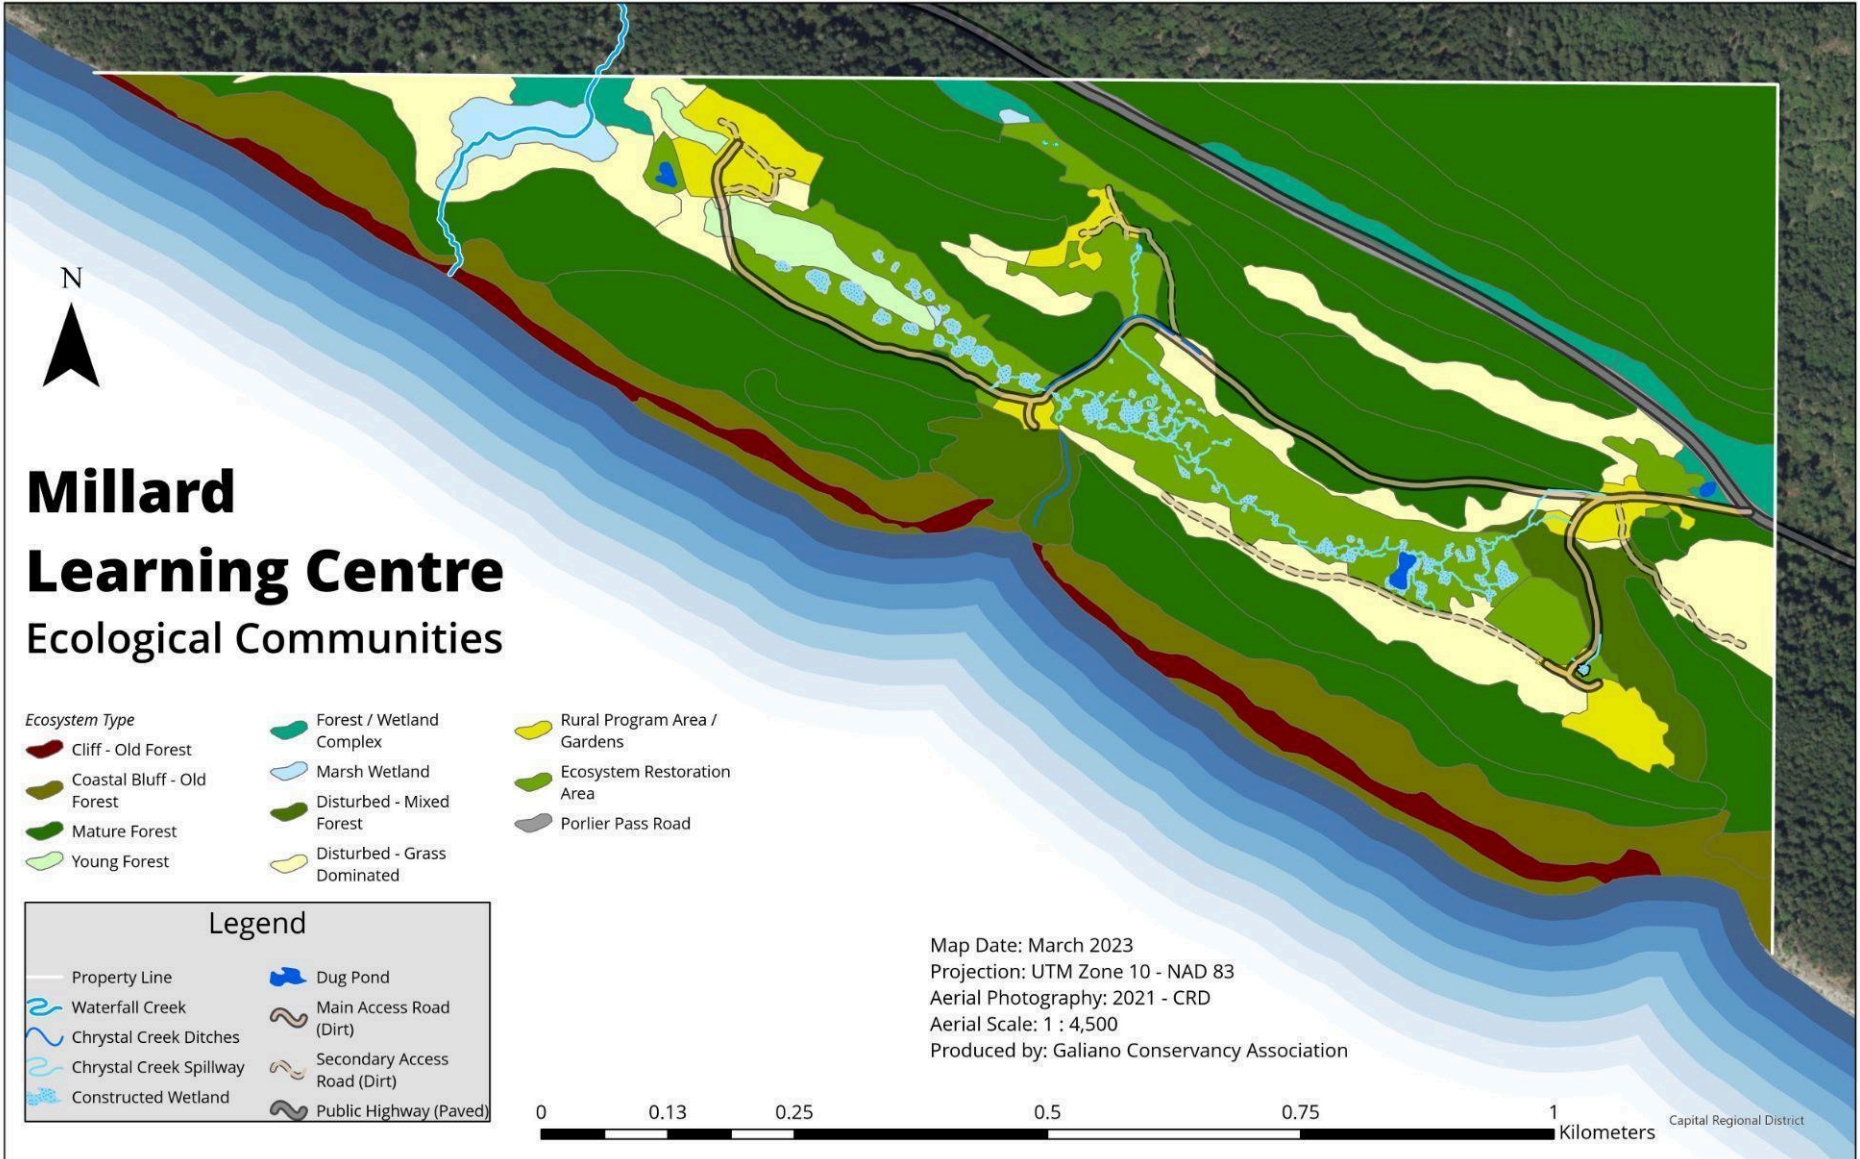 N
Millard
Learning Centre
Ecological Communities
Ecosystem Type
Cliff - Old Forest
Coastal Bluff - Old
Forest
Mature Forest
Young Forest
Forest / Wetland
Complex
Marsh Wetland
Disturbed - Mixed
Forest
Disturbed - Grass
Dominated
Rural Program Area /
Gardens
Ecosystem Restoration
Area
Porlier Pass Road
Legend
Property Line
Waterfall Creek
Chrystal Creek Ditches
Chrystal Creek Spillway
Constructed Wetland
Dug Pond
Main Access Road
(Dirt)
Secondary Access
Road (Dirt)
Public Highway (Paved)
Map Date: March 2023
Projection: UTM Zone 10 - NAD 83
Aerial Photography: 2021 - CRD
Aerial Scale: 1 : 4,500
Produced by: Galiano Conservancy Association
0 0.13 0.25 0.5 0.75 1
Kilometers
Capital Regional District